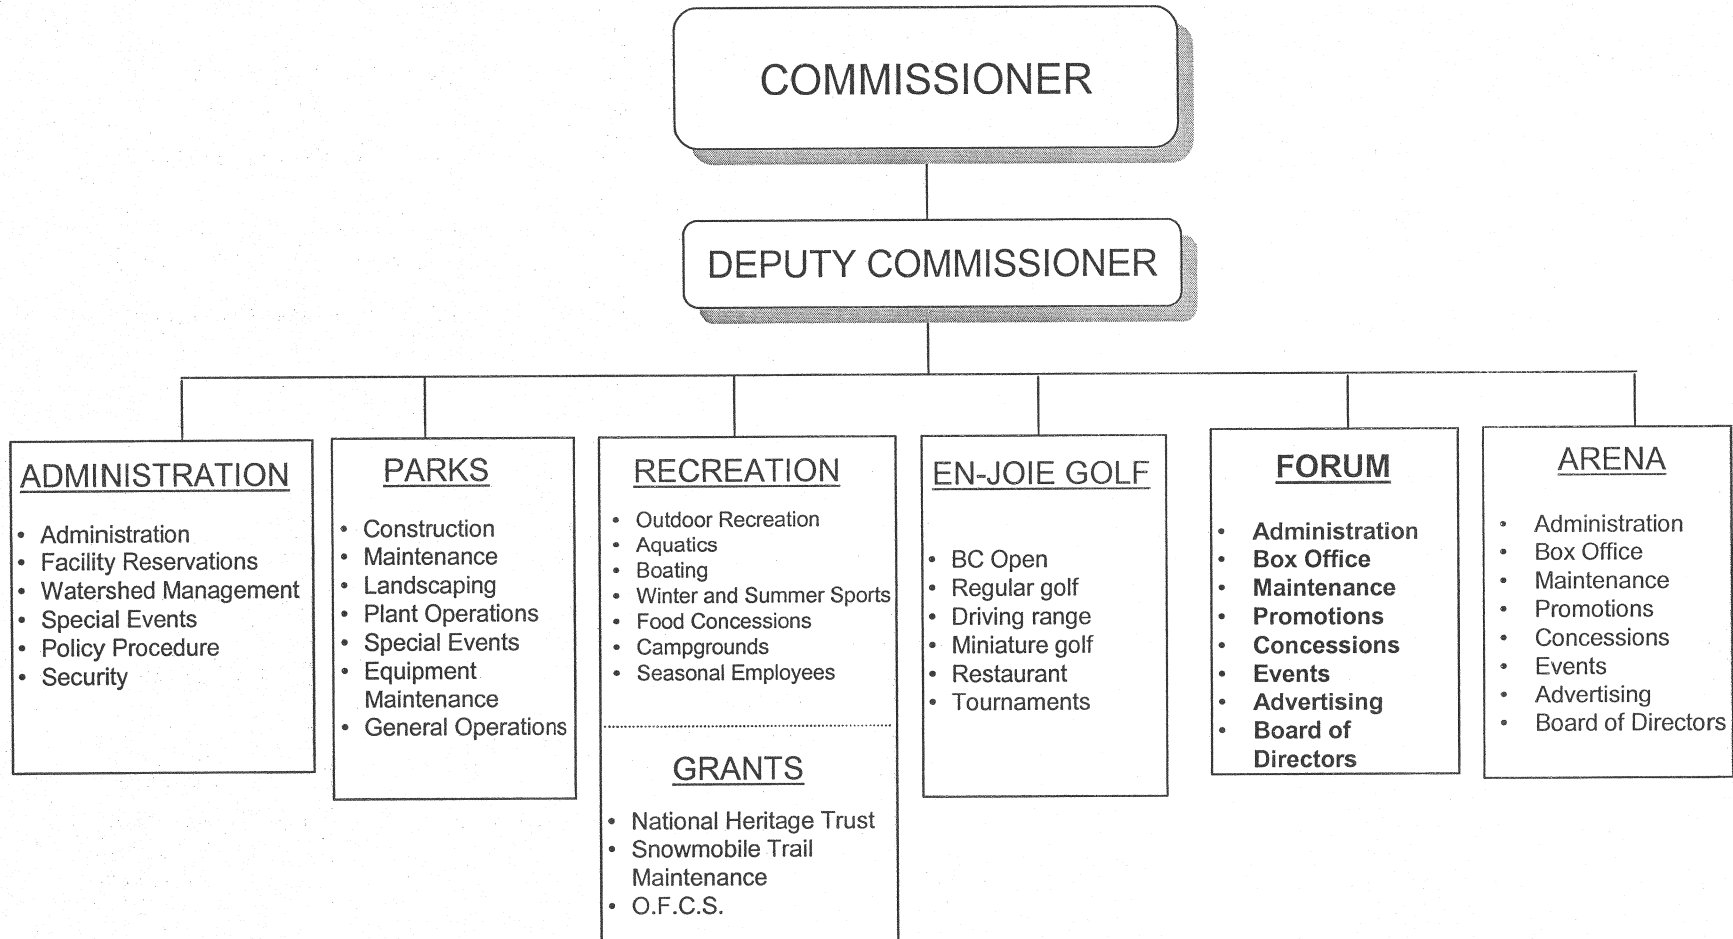 COMMISSIONER
DEPUTY COMMISSIONER
ADMINISTRATION
• Administration
• Facility Reservations
• Watershed Management
• Special Events
• Policy Procedure
• Security
PARKS
• Construction
• Maintenance
• Landscaping
• Plant Operations
• Special Events
• Equipment
Maintenance
• General Operations
RECREATION
• Outdoor Recreation
• Aquatics
• Boating
• Winter and Summer Sports
• Food Concessions
• Campgrounds
• Seasonal Employees
GRANTS
• National Heritage Trust
• Snowmobile Trail
Maintenance
• O.F.C.S.
EN-JOIE GOLF
• BC Open
• Regular golf
• Driving range
• Miniature golf
• Restaurant
• Tournaments
FORUM
• Administration
• Box Office
• Maintenance
• Promotions
• Concessions
• Events
• Advertising
• Board of
Directors
ARENA
• Administration
• Box Office
• Maintenance
• Promotions
• Concessions
• Events
• Advertising
• Board of Directors